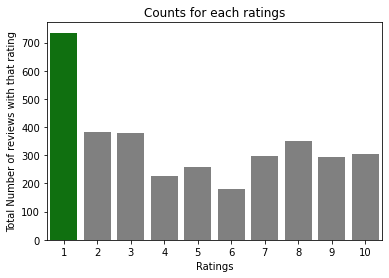 Counts for each ratings
Total Number of reviews with that rating
700
600
500
400
300
200
100
0
1 2 3 4 5 6 7 8 9 10
Ratings